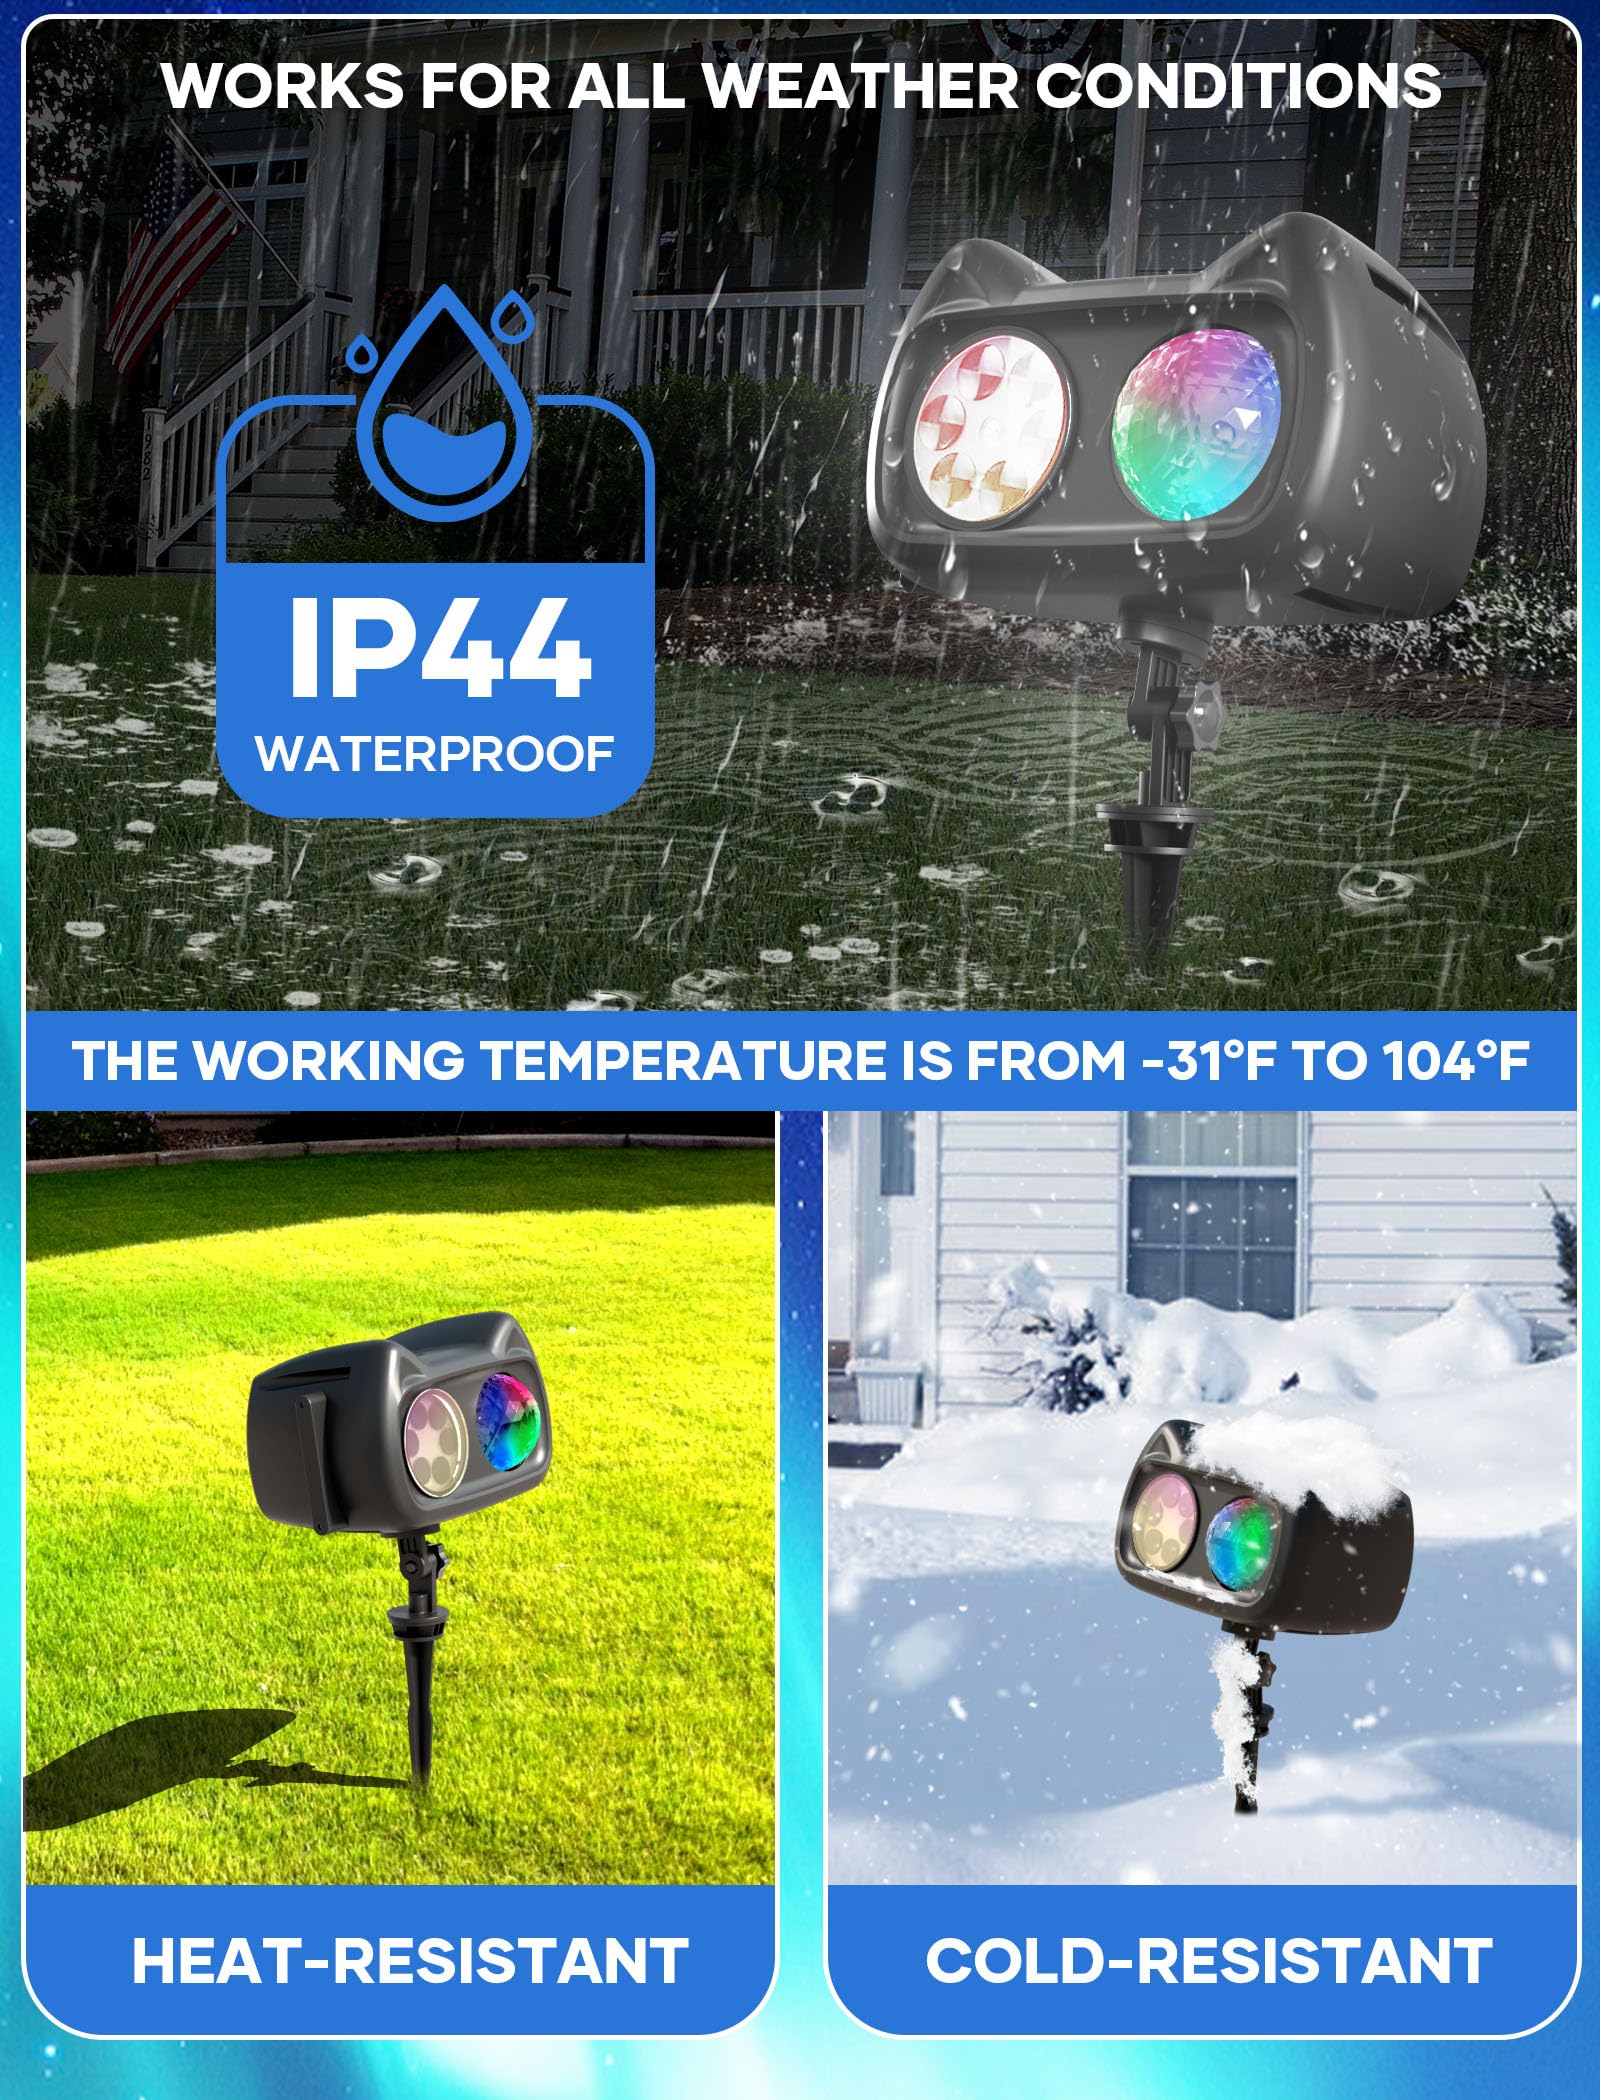 WORKS FOR ALL WEATHER CONDITIONS
1982
IP44
WATERPROOF
THE WORKING TEMPERATURE IS FROM -31°F TO 104°F
HEAT-RESISTANT
COLD-RESISTANT